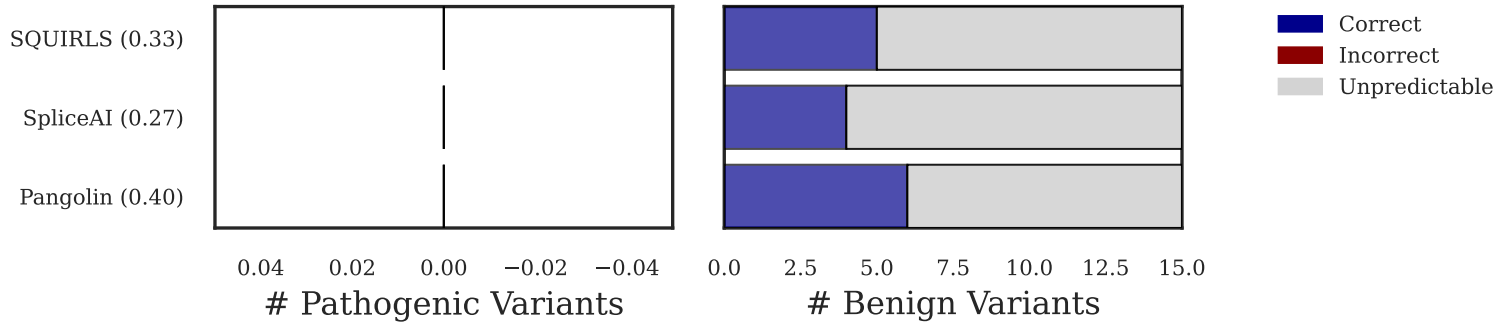 SQUIRLS (0.33)
SpliceAI (0.27)
Pangolin (0.40)
0.04 0.02 0.00 −0.02 −0.04
# Pathogenic Variants
0.0 2.5 5.0 7.5 10.0 12.5 15.0
# Benign Variants
Correct
Incorrect
Unpredictable